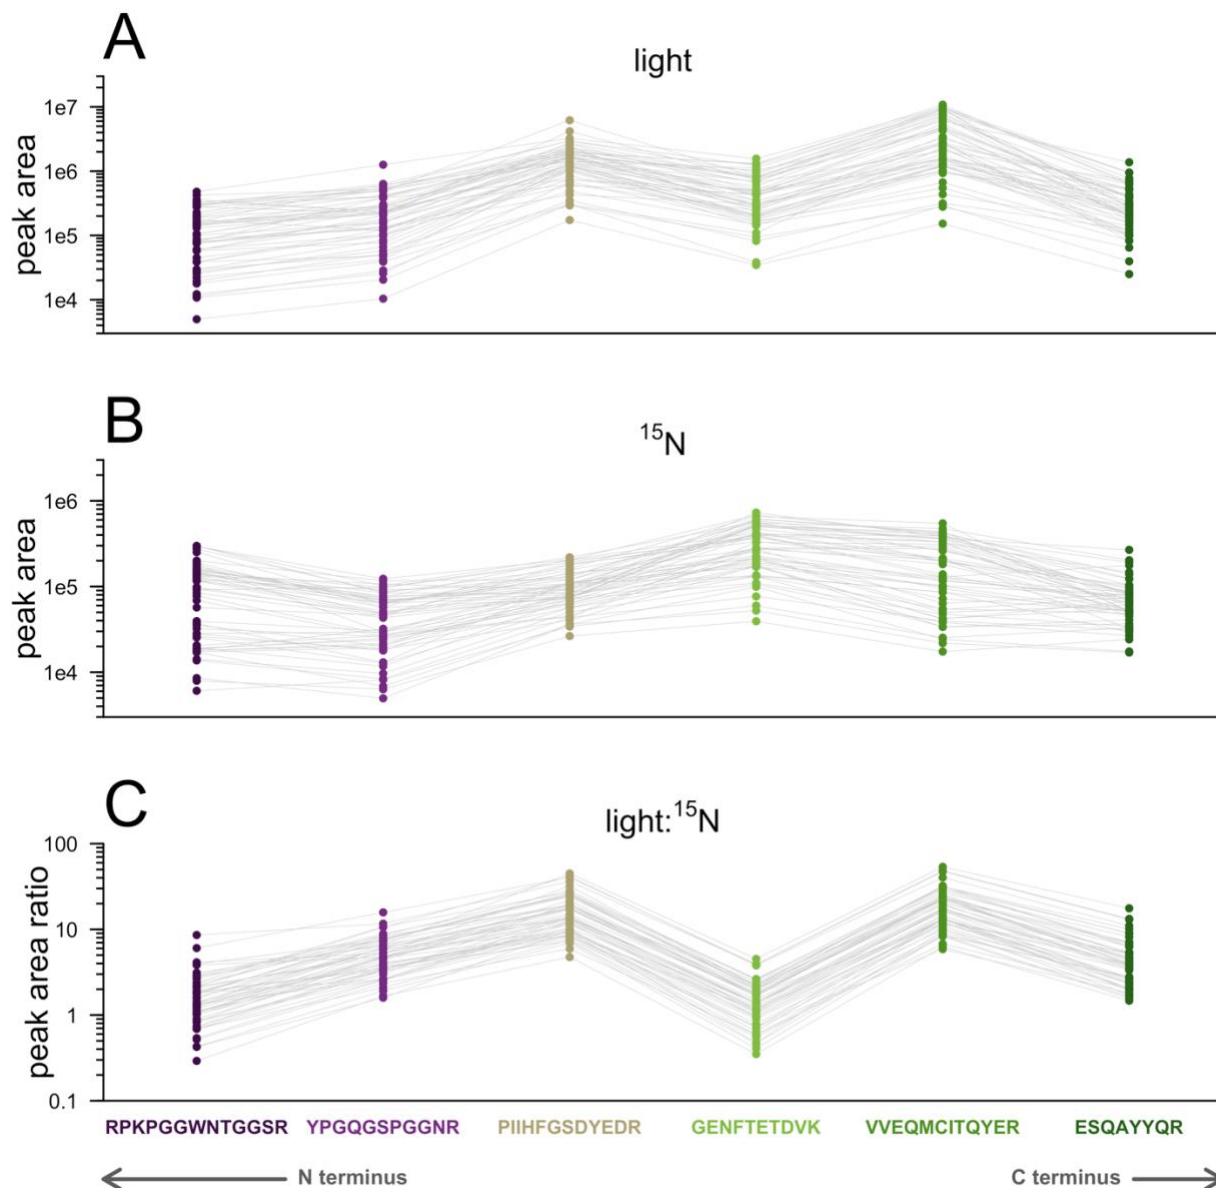 A
light
peak area
1e7
1e6
1e5
1e4
B
¹⁵N
peak area
1e6
1e5
1e4
C
light:¹⁵N
peak area ratio
100
10
1
0.1
RPKPGGWNTGGSR YPGQGSPGGNR PIIHFGSDYEDR GENFTETDVK VVEQMCITQYER ESQAYYQR
N terminus C terminus